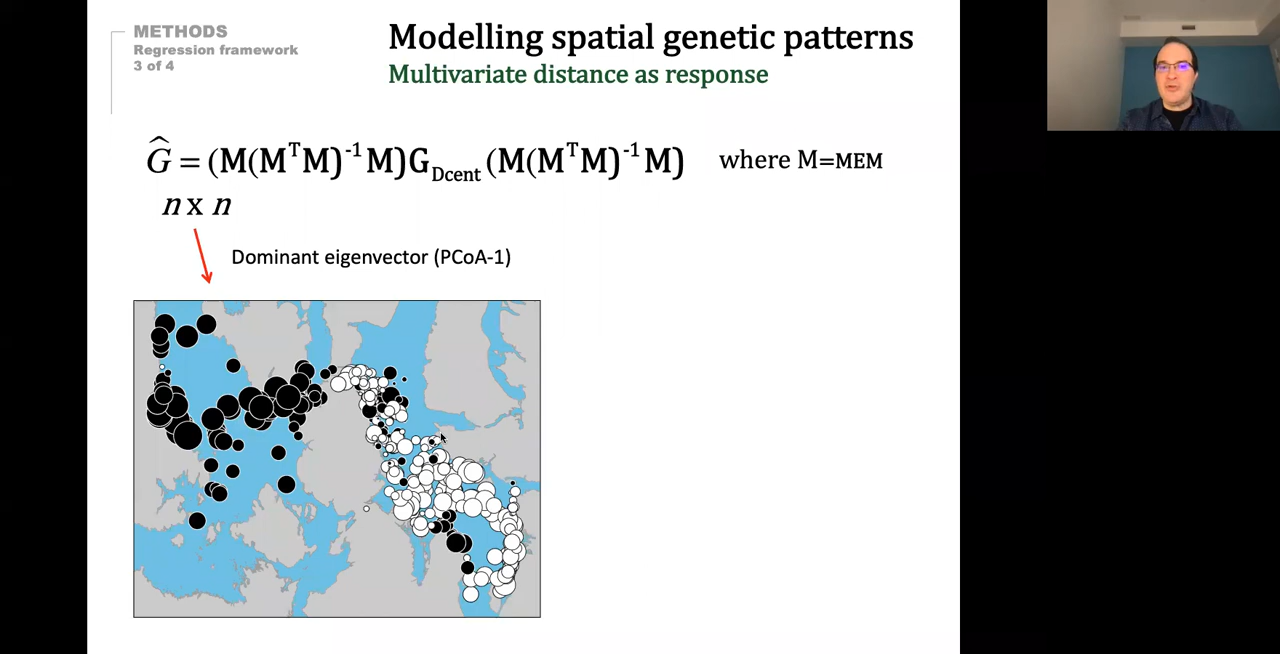 METHODS
Regression framework
3 of 4
Modelling spatial genetic patterns
Multivariate distance as response
Ĝ = (M(MᵀM)⁻¹M)G_Dcent (M(MᵀM)⁻¹M) where M=MEM
n x n
Dominant eigenvector (PCoA-1)